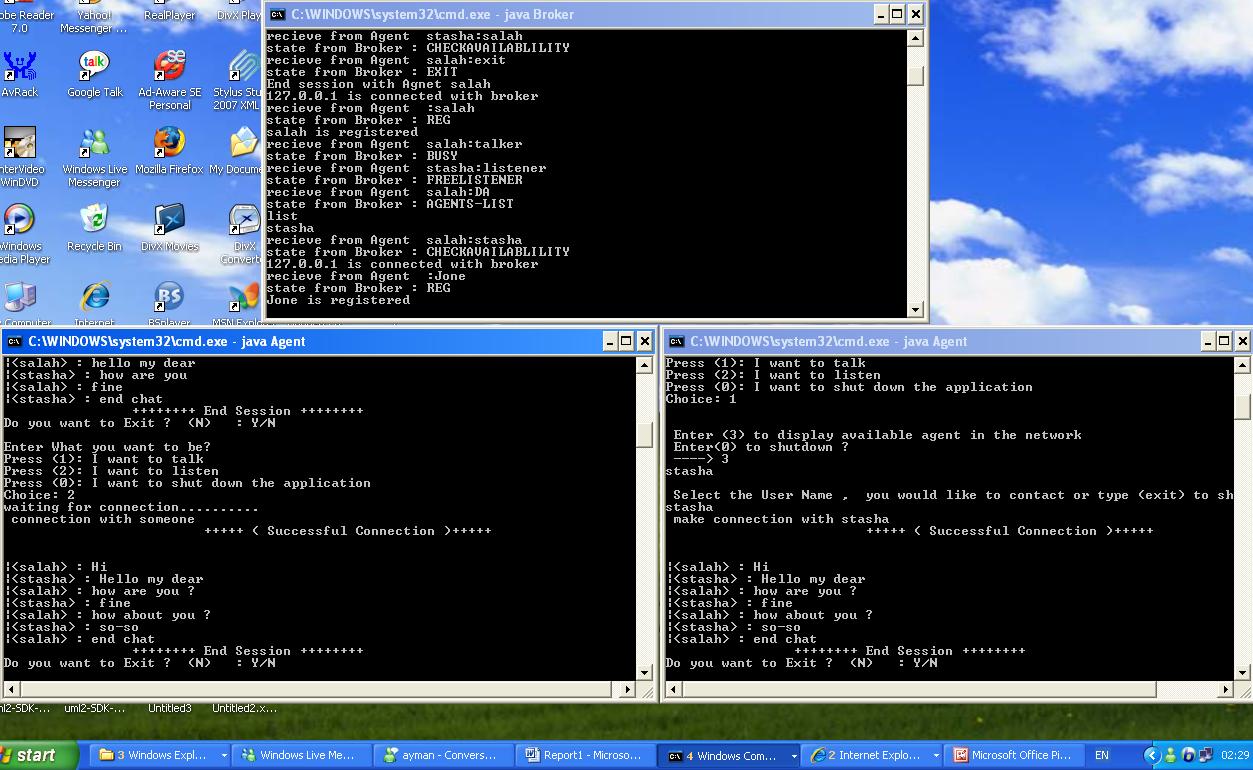 obe Reader
7.0
Yahoo!
Messenger ...
RealPlayer
DivX Play
AvRack
Google Talk
Ad-Aware SE
Personal
Stylus Stu
2007 XML
nterVideo
WinDVD
Windows Live
Messenger
Mozilla Firefox
My Docume
Windows
edia Player
Recycle Bin
DivX Movies
DivX
Converte
Computer
Internet
BSplayer
MSN Explor
C:\WINDOWS\system32\cmd.exe - java Broker
recieve from Agent  stasha:salah
state from Broker : CHECKAVAILABLILITY
recieve from Agent  salah:exit
state from Broker : EXIT
End session with Agnet salah
127.0.0.1 is connected with broker
recieve from Agent  :salah
state from Broker : REG
salah is registered
recieve from Agent  salah:talker
state from Broker : BUSY
recieve from Agent  stasha:listener
state from Broker : FREELISTENER
recieve from Agent  salah:DA
state from Broker : AGENTS-LIST
list
stasha
recieve from Agent  salah:stasha
state from Broker : CHECKAVAILABLILITY
127.0.0.1 is connected with broker
recieve from Agent  :Jone
state from Broker : REG
Jone is registered
C:\WINDOWS\system32\cmd.exe - java Agent
|<salah> : hello my dear
|<stasha> : how are you
|<salah> : fine
|<stasha> : end chat
++++++++ End Session ++++++++
Do you want to Exit ?  (N)   : Y/N
Enter What you want to be?
Press (1): I want to talk
Press (2): I want to listen
Press (0): I want to shut down the application
Choice: 2
waiting for connection..........
connection with someone
+++++ ( Successful Connection )+++++
|<salah> : Hi
|<stasha> : Hello my dear
|<salah> : how are you ?
|<stasha> : fine
|<salah> : how about you ?
|<stasha> : so-so
|<salah> : end chat
++++++++ End Session ++++++++
Do you want to Exit ?  (N)   : Y/N
C:\WINDOWS\system32\cmd.exe - java Agent
Press (1): I want to talk
Press (2): I want to listen
Press (0): I want to shut down the application
Choice: 1
Enter (3) to display available agent in the network
Enter(0) to shutdown ?
----> 3
stasha
Select the User Name ,  you would like to contact or type (exit) to sh
stasha
make connection with stasha
+++++ ( Successful Connection )+++++
|<salah> : Hi
|<stasha> : Hello my dear
|<salah> : how are you ?
|<stasha> : fine
|<salah> : how about you ?
|<stasha> : so-so
|<salah> : end chat
++++++++ End Session ++++++++
Do you want to Exit ?  (N)   : Y/N
ml2-SDK-...
uml2-SDK-...
Untitled3
Untitled2.x...
start
3 Windows Expl...
Windows Live Me...
ayman - Convers...
Report1 - Microso...
4 Windows Com...
2 Internet Explo...
Microsoft Office Pi...
EN
02:29